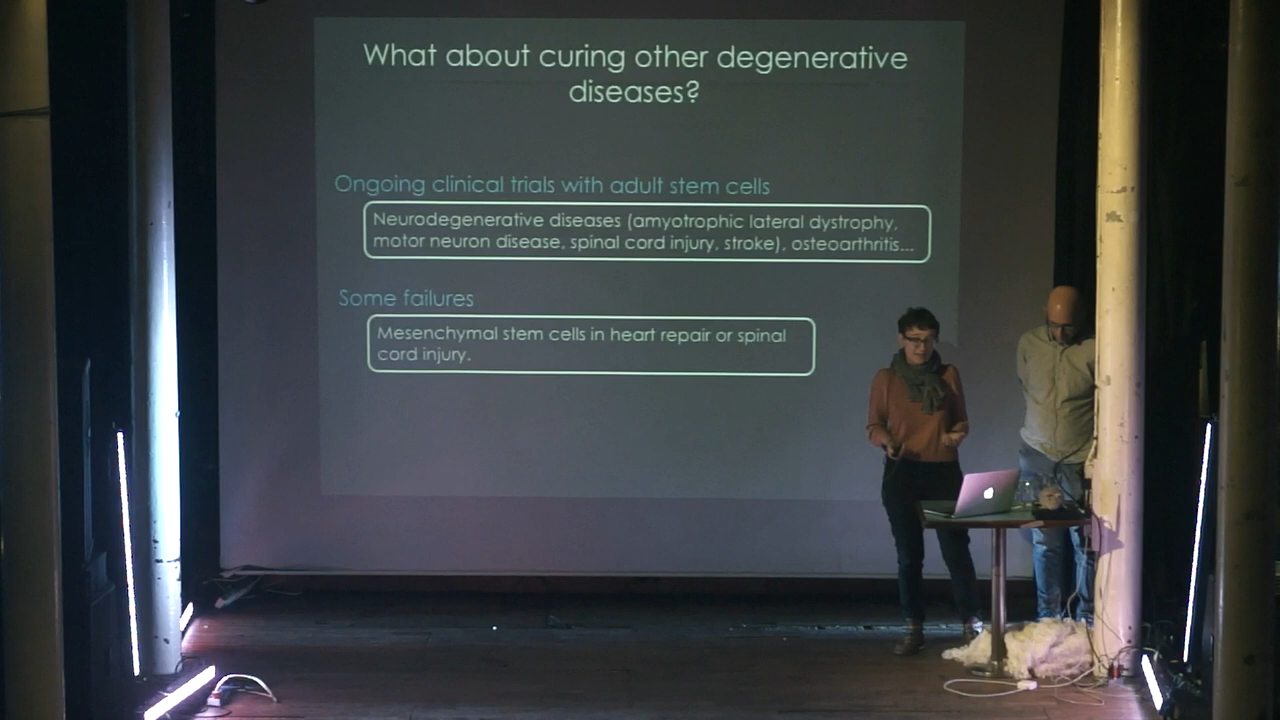 What about curing other degenerative
diseases?
Ongoing clinical trials with adult stem cells
Neurodegenerative diseases (amyotrophic lateral dystrophy,
motor neuron disease, spinal cord injury, stroke), osteoarthritis...
Some failures
Mesenchymal stem cells in heart repair or spinal
cord injury.